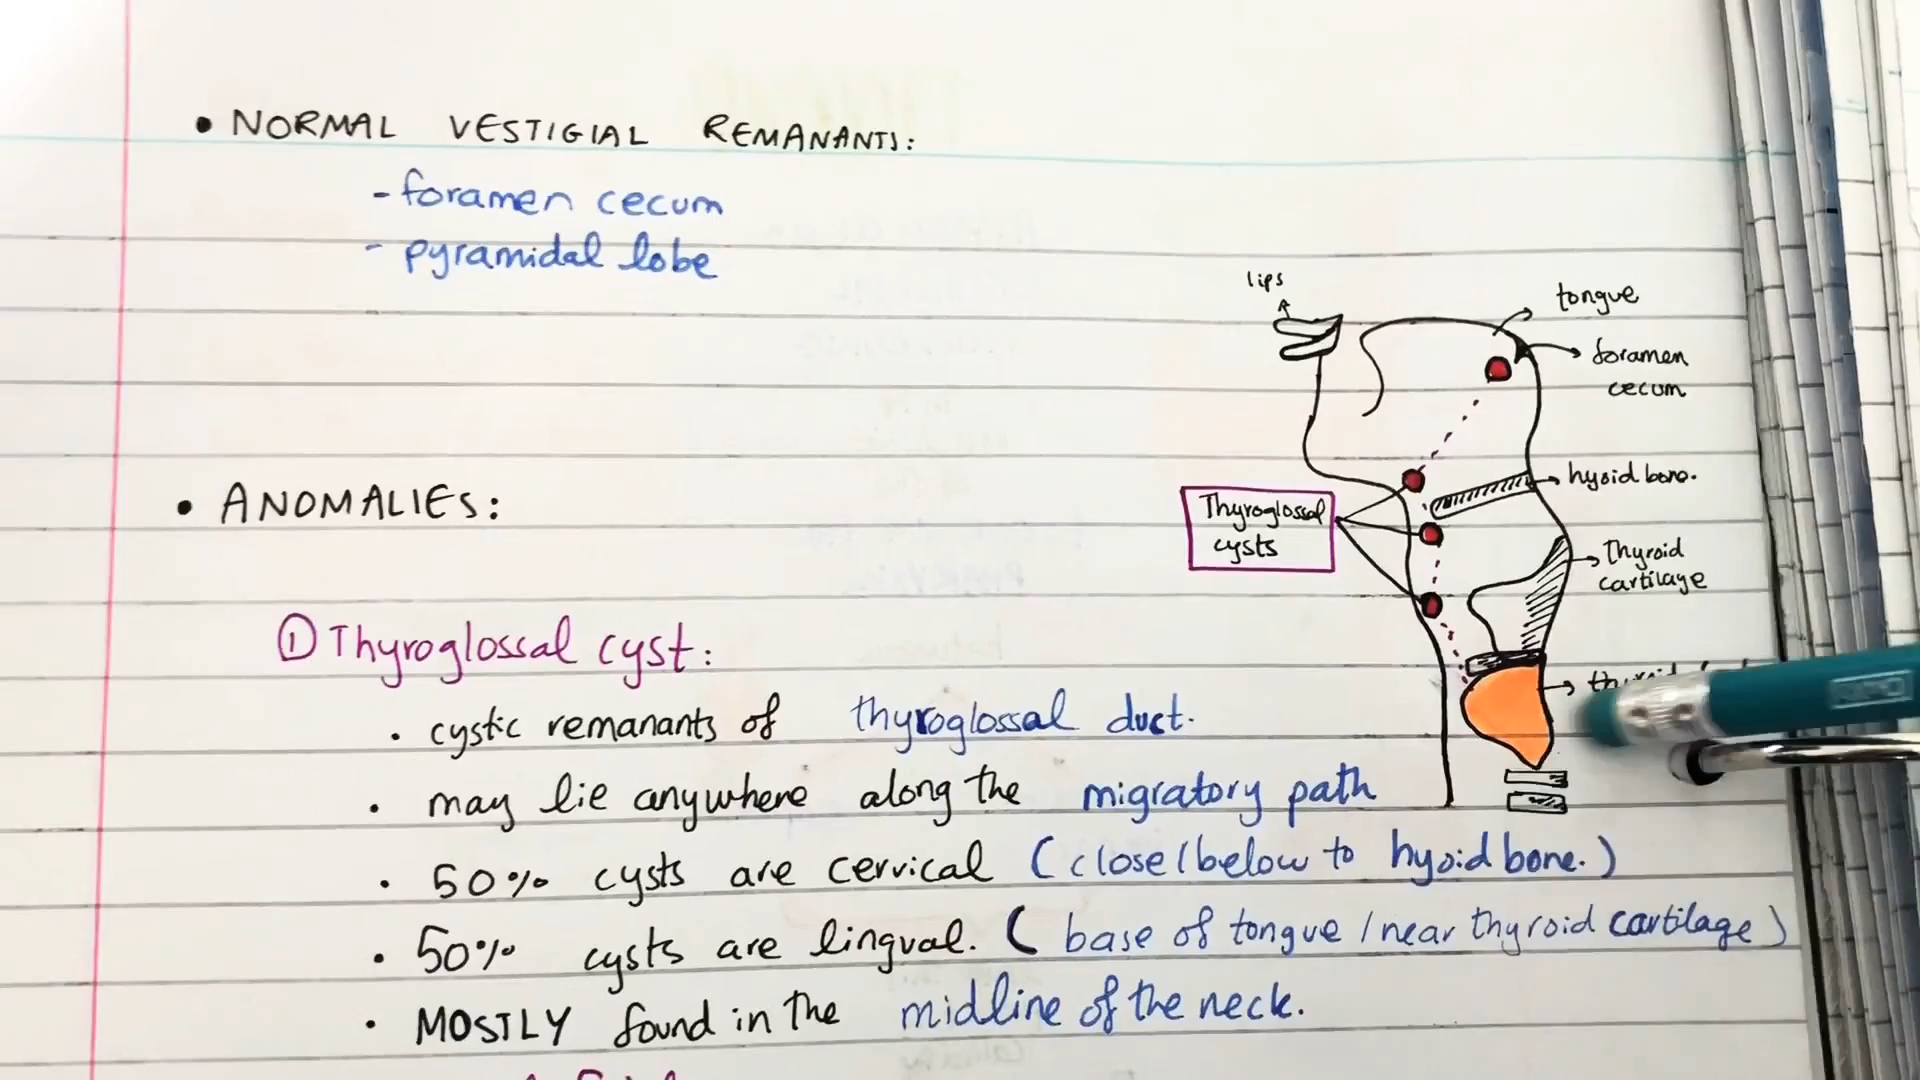 • NORMAL VESTIGIAL REMANANTS:
- foramen cecum
- pyramidal lobe
lips
tongue
foramen
cecum
hyoid bone.
Thyroglossal
cysts
Thyroid
cartilage
• ANOMALIES:
① Thyroglossal cyst:
• cystic remanants of thyroglossal duct.
• may lie anywhere along the migratory path
• 50% cysts are cervical (close/below to hyoid bone.)
• 50% cysts are lingual. (base of tongue/near thyroid cartilage)
• MOSTLY found in the midline of the neck.